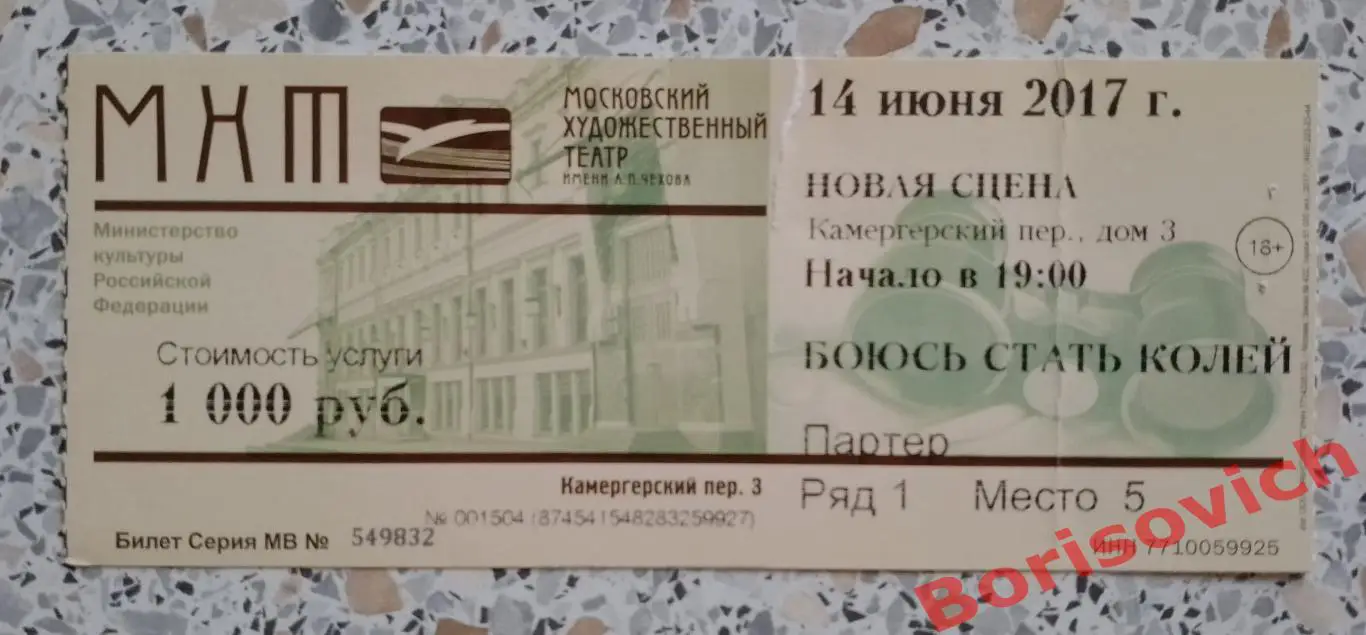 МХТ
МОСКОВСКИЙ
ХУДОЖЕСТВЕННЫЙ
ТЕАТР
ИМЕНИ А.П.ЧЕХОВА
Министерство
культуры
Российской
Федерации
Стоимость услуги
1 000 руб.
Камергерский пер. 3
№ 001504 (874541548283259927)
Билет Серия МВ № 549832
14 июня 2017 г.
НОВАЯ СЦЕНА
Камергерский пер., дом 3
18+
Начало в 19:00
БОЮСЬ СТАТЬ КОЛЕЙ
Партер
Ряд 1 Место 5
ИНН 7710059925
Borisovich